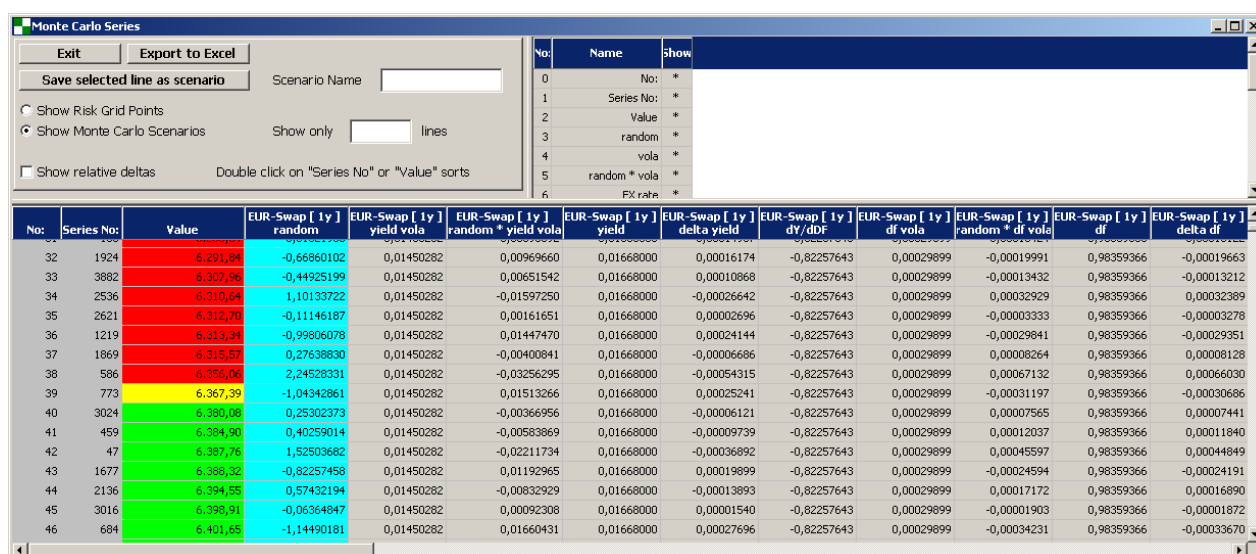 Monte Carlo Series
Exit Export to Excel
Save selected line as scenario Scenario Name
Show Risk Grid Points
Show Monte Carlo Scenarios Show only lines
Show relative deltas Double click on "Series No" or "Value" sorts
No: Name Show
0 No: *
1 Series No: *
2 Value *
3 random *
4 vola *
5 random * vola *
6 FX rate *
No: Series No: Value EUR-Swap [ 1y ] random EUR-Swap [ 1y ] yield vola EUR-Swap [ 1y ] random * yield vola EUR-Swap [ 1y ] yield EUR-Swap [ 1y ] delta yield EUR-Swap [ 1y ] dY/dDF EUR-Swap [ 1y ] df vola EUR-Swap [ 1y ] random * df vola EUR-Swap [ 1y ] df EUR-Swap [ 1y ] delta df
32 1924 6.291,84 -0,66860102 0,01450282 0,00969660 0,01668000 0,00016174 -0,82257643 0,00029899 -0,00019991 0,98359366 -0,00019663
33 3882 6.307,96 -0,44925199 0,01450282 0,00651542 0,01668000 0,00010868 -0,82257643 0,00029899 -0,00013432 0,98359366 -0,00013212
34 2536 6.310,64 1,10133722 0,01450282 -0,01597250 0,01668000 -0,00026642 -0,82257643 0,00029899 0,00032929 0,98359366 0,00032389
35 2621 6.312,70 -0,11146187 0,01450282 0,00161651 0,01668000 0,00002696 -0,82257643 0,00029899 -0,00003333 0,98359366 -0,00003278
36 1219 6.313,34 -0,99806078 0,01450282 0,01447470 0,01668000 0,00024144 -0,82257643 0,00029899 -0,00029841 0,98359366 -0,00029351
37 1869 6.315,57 0,27638830 0,01450282 -0,00400841 0,01668000 -0,00006686 -0,82257643 0,00029899 0,00008264 0,98359366 0,00008128
38 586 6.356,06 2,24528331 0,01450282 -0,03256295 0,01668000 -0,00054315 -0,82257643 0,00029899 0,00067132 0,98359366 0,00066030
39 773 6.367,39 -1,04342861 0,01450282 0,01513266 0,01668000 0,00025241 -0,82257643 0,00029899 -0,00031197 0,98359366 -0,00030686
40 3024 6.380,08 0,25302373 0,01450282 -0,00366956 0,01668000 -0,00006121 -0,82257643 0,00029899 0,00007565 0,98359366 0,00007441
41 459 6.384,90 0,40259014 0,01450282 -0,00583869 0,01668000 -0,00009739 -0,82257643 0,00029899 0,00012037 0,98359366 0,00011840
42 47 6.387,76 1,52503682 0,01450282 -0,02211734 0,01668000 -0,00036892 -0,82257643 0,00029899 0,00045597 0,98359366 0,00044849
43 1677 6.388,32 -0,82257458 0,01450282 0,01192965 0,01668000 0,00019899 -0,82257643 0,00029899 -0,00024594 0,98359366 -0,00024191
44 2136 6.394,55 0,57432194 0,01450282 -0,00832929 0,01668000 -0,00013893 -0,82257643 0,00029899 0,00017172 0,98359366 0,00016890
45 3016 6.398,91 -0,06364847 0,01450282 0,00092308 0,01668000 0,00001540 -0,82257643 0,00029899 -0,00001903 0,98359366 -0,00001872
46 684 6.401,65 -1,14490181 0,01450282 0,01660431 0,01668000 0,00027696 -0,82257643 0,00029899 -0,00034231 0,98359366 -0,00033670